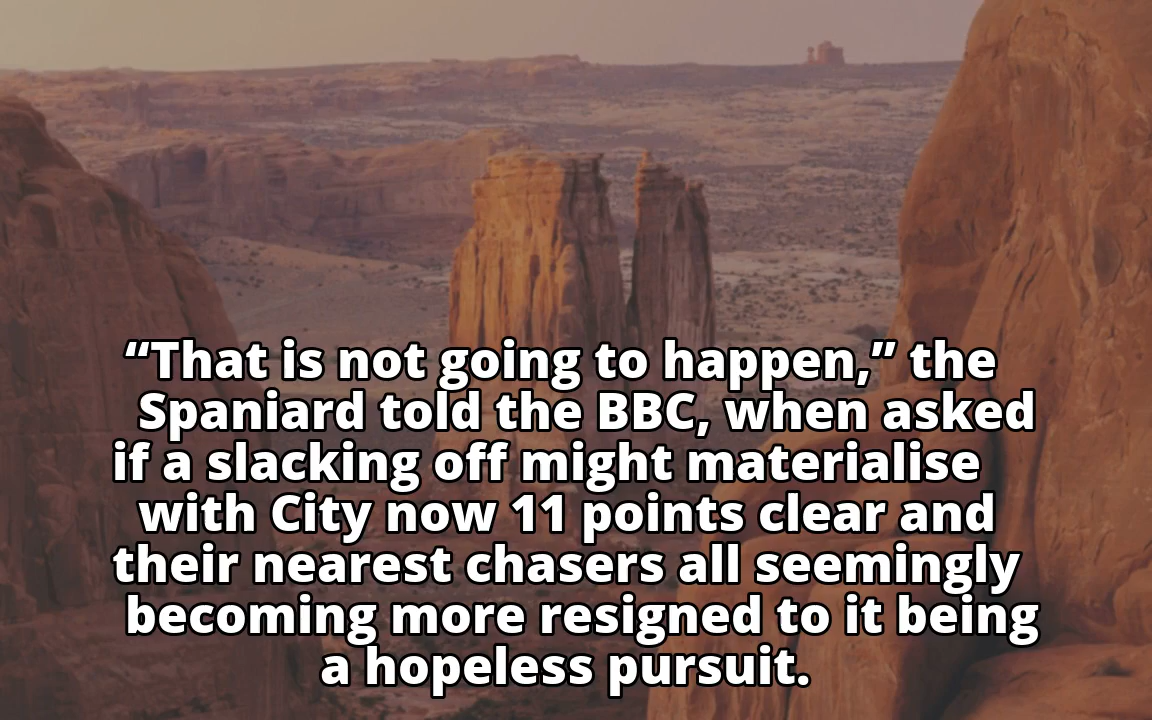 “That is not going to happen,” the
Spaniard told the BBC, when asked
if a slacking off might materialise
with City now 11 points clear and
their nearest chasers all seemingly
becoming more resigned to it being
a hopeless pursuit.